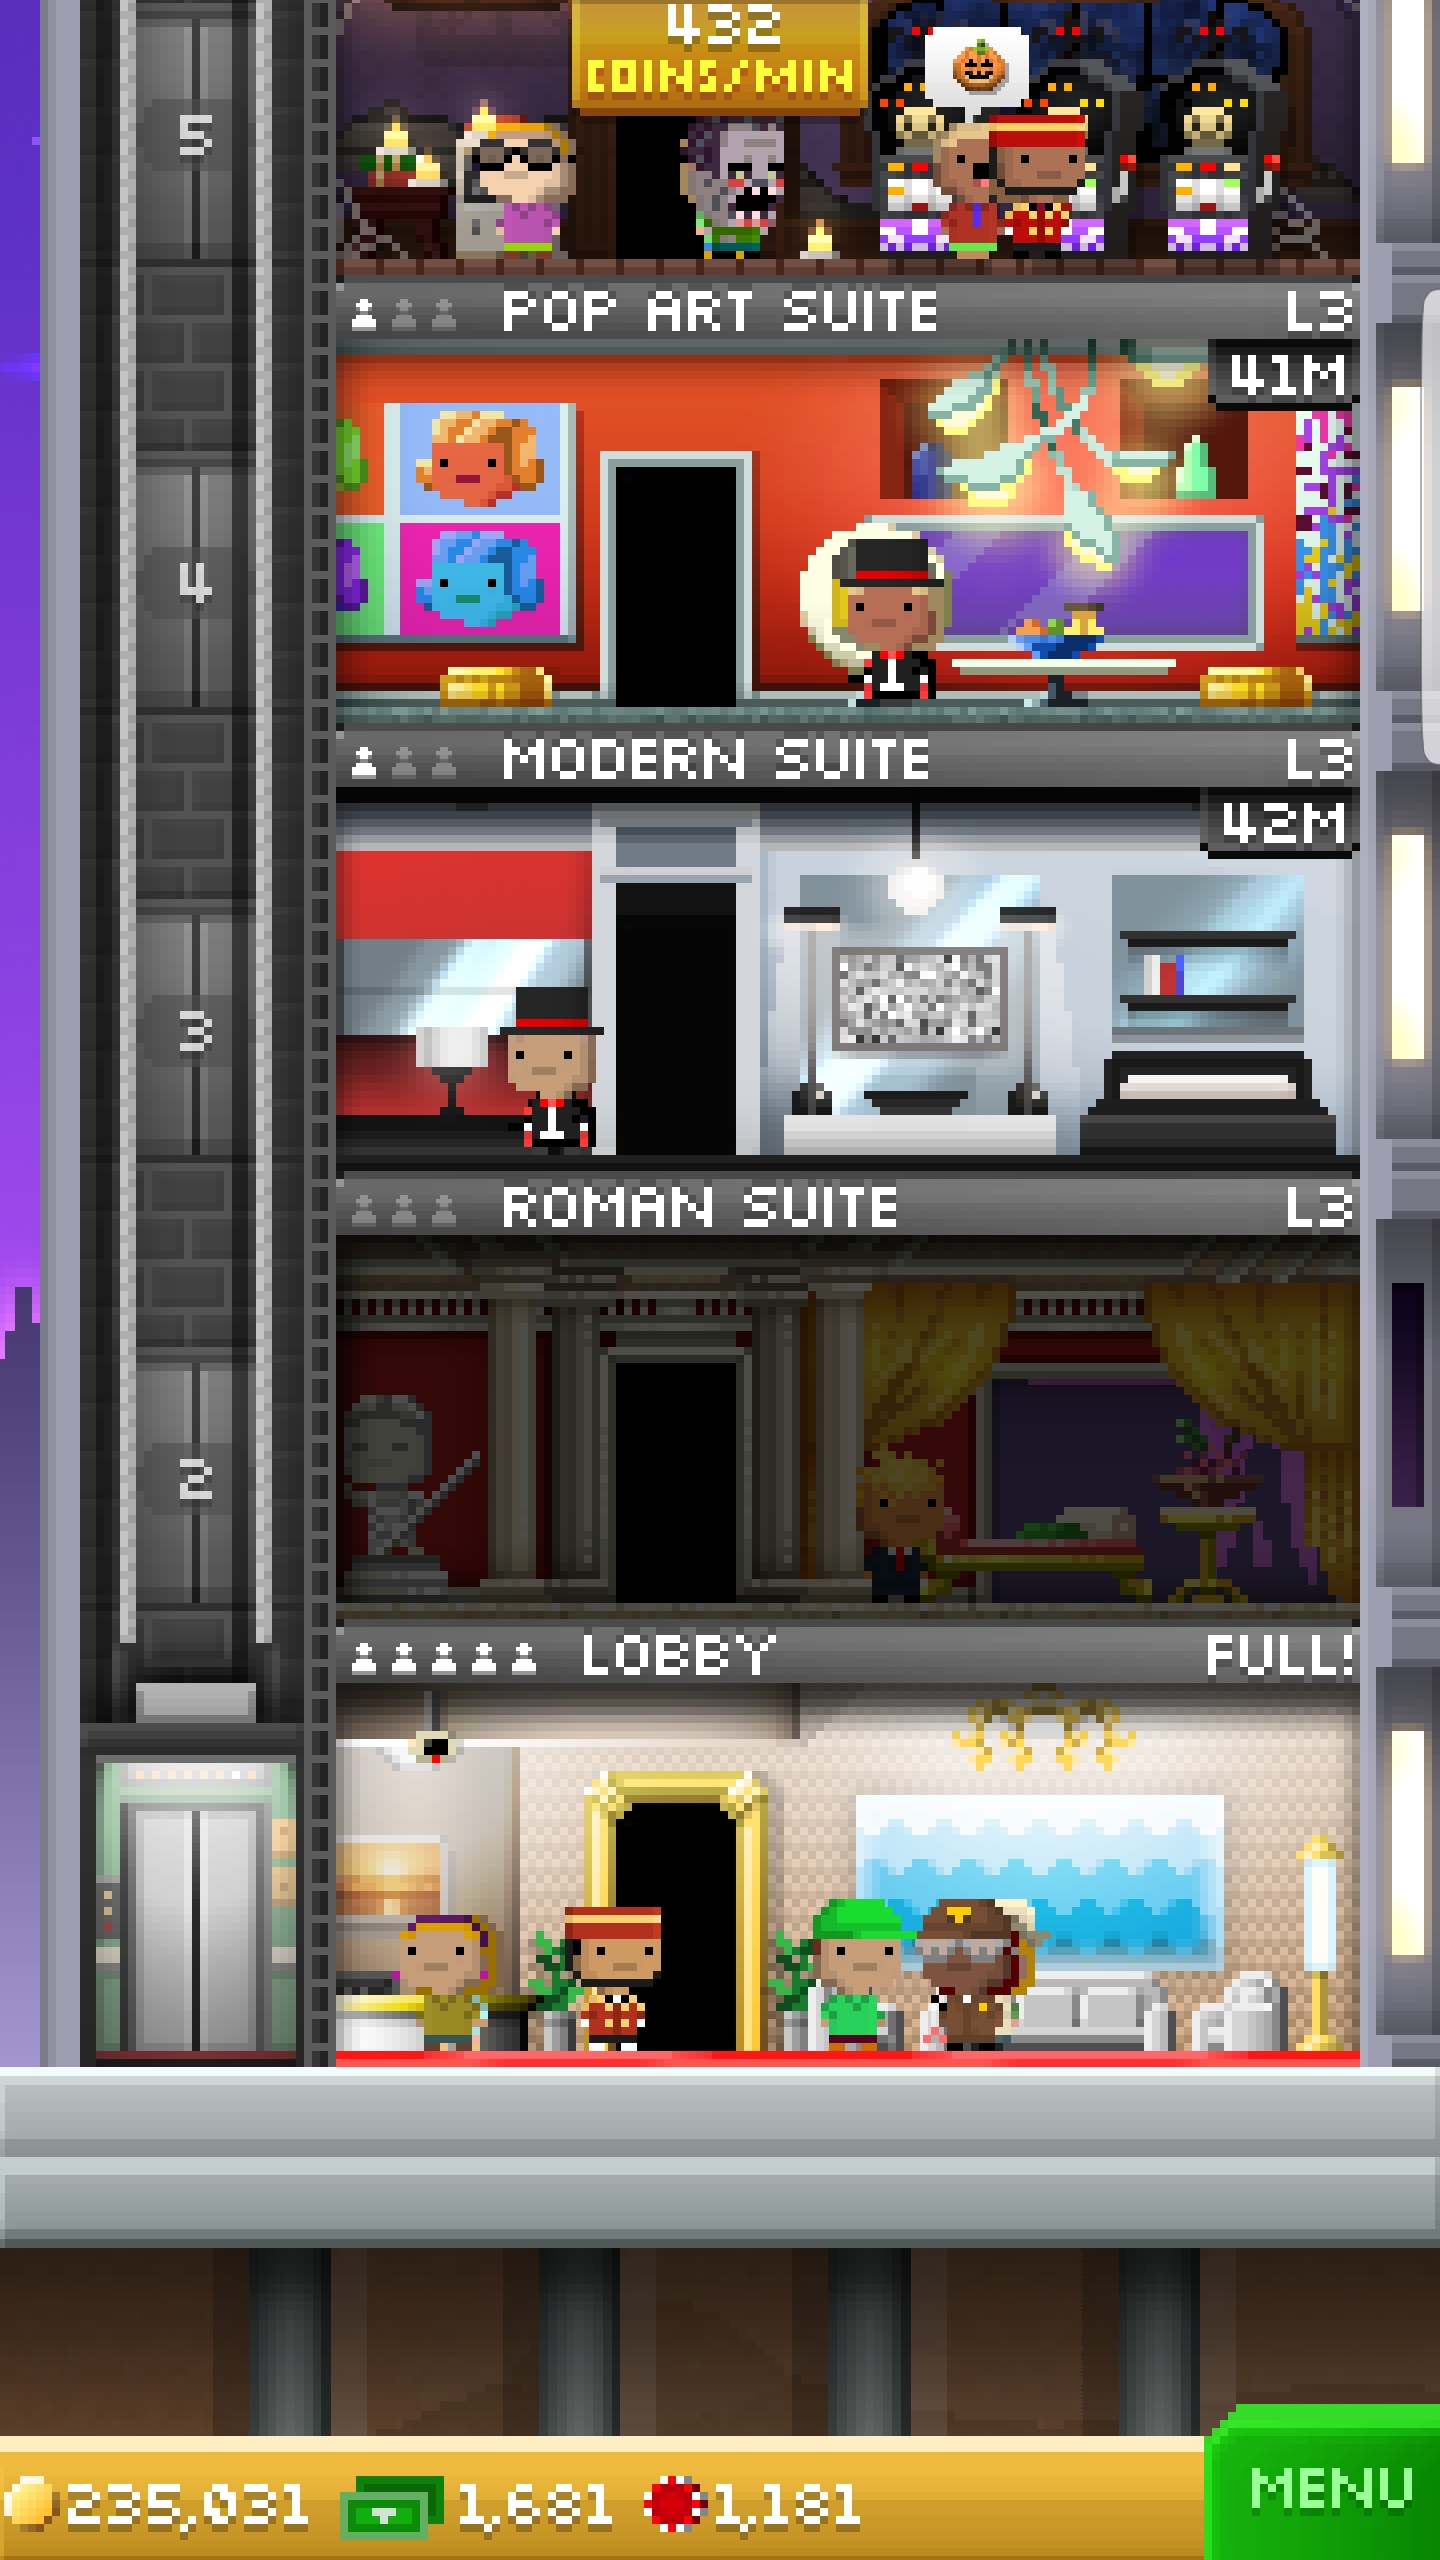 432
COINS/MIN
5
POP ART SUITE L3
41M
4
MODERN SUITE L3
42M
3
ROMAN SUITE L3
2
LOBBY FULL!
235,031 1,681 1,181 MENU